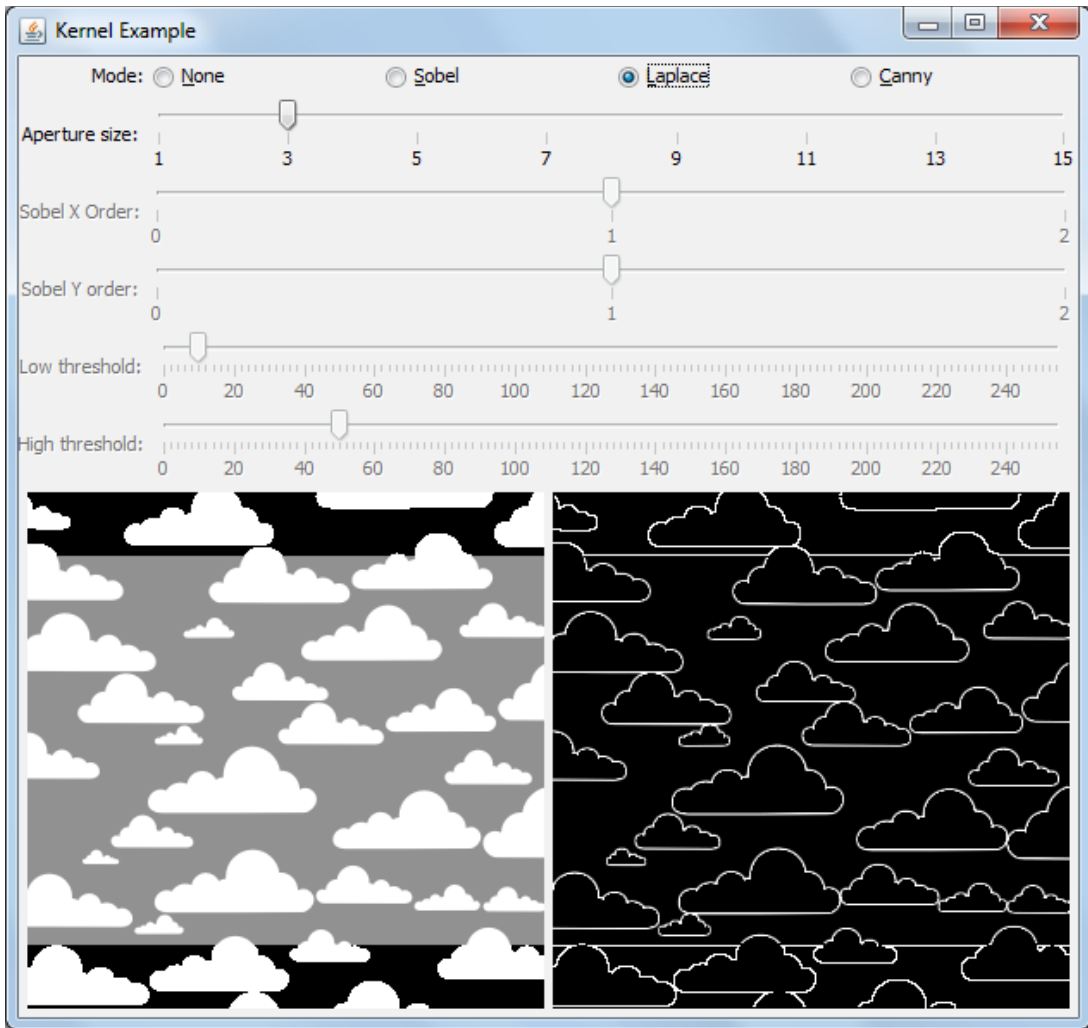 Kernel Example
Mode: None Sobel Laplace Canny
Aperture size:
1 3 5 7 9 11 13 15
Sobel X Order:
0 1 2
Sobel Y order:
0 1 2
Low threshold:
0 20 40 60 80 100 120 140 160 180 200 220 240
High threshold:
0 20 40 60 80 100 120 140 160 180 200 220 240